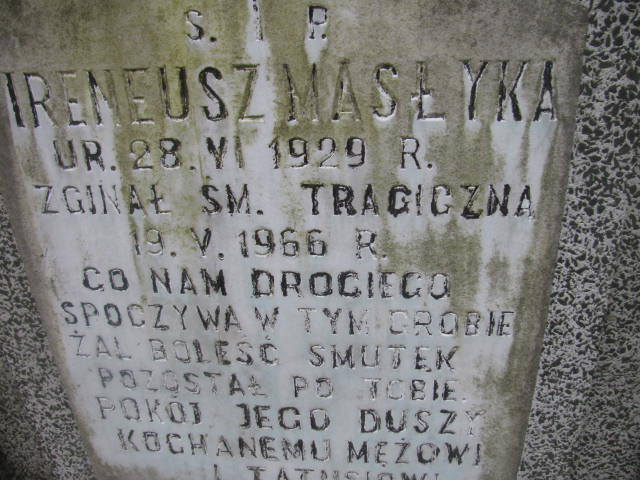 Ś. † P.
IRENEUSZ MASŁYKA
UR. 28. VI 1929 R.
ZGINĄŁ ŚM. TRAGICZNĄ
19. V. 1966 R.
CO NAM DROGIEGO
SPOCZYWA W TYM GROBIE
ŻAL BOLEŚĆ SMUTEK
POZOSTAŁ PO TOBIE.
POKÓJ JEGO DUSZY
KOCHANEMU MĘŻOWI
I TATUSIOWI